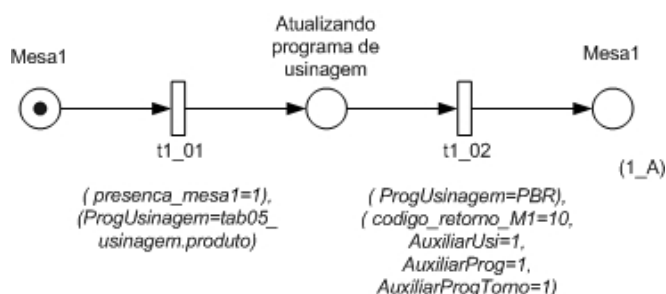 Atualizando
programa de
usinagem
Mesa1
Mesa1
t1_01
t1_02
(1_A)
( presenca_mesa1=1),
(ProgUsinagem=tab05_
usinagem.produto)
( ProgUsinagem=PBR),
( codigo_retorno_M1=10,
AuxiliarUsi=1,
AuxiliarProg=1,
AuxiliarProgTorno=1)